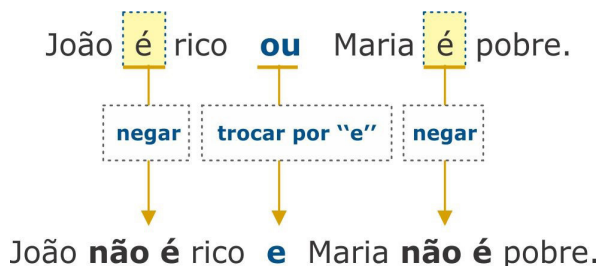 João é rico ou Maria é pobre.
negar trocar por “e” negar
João não é rico e Maria não é pobre.